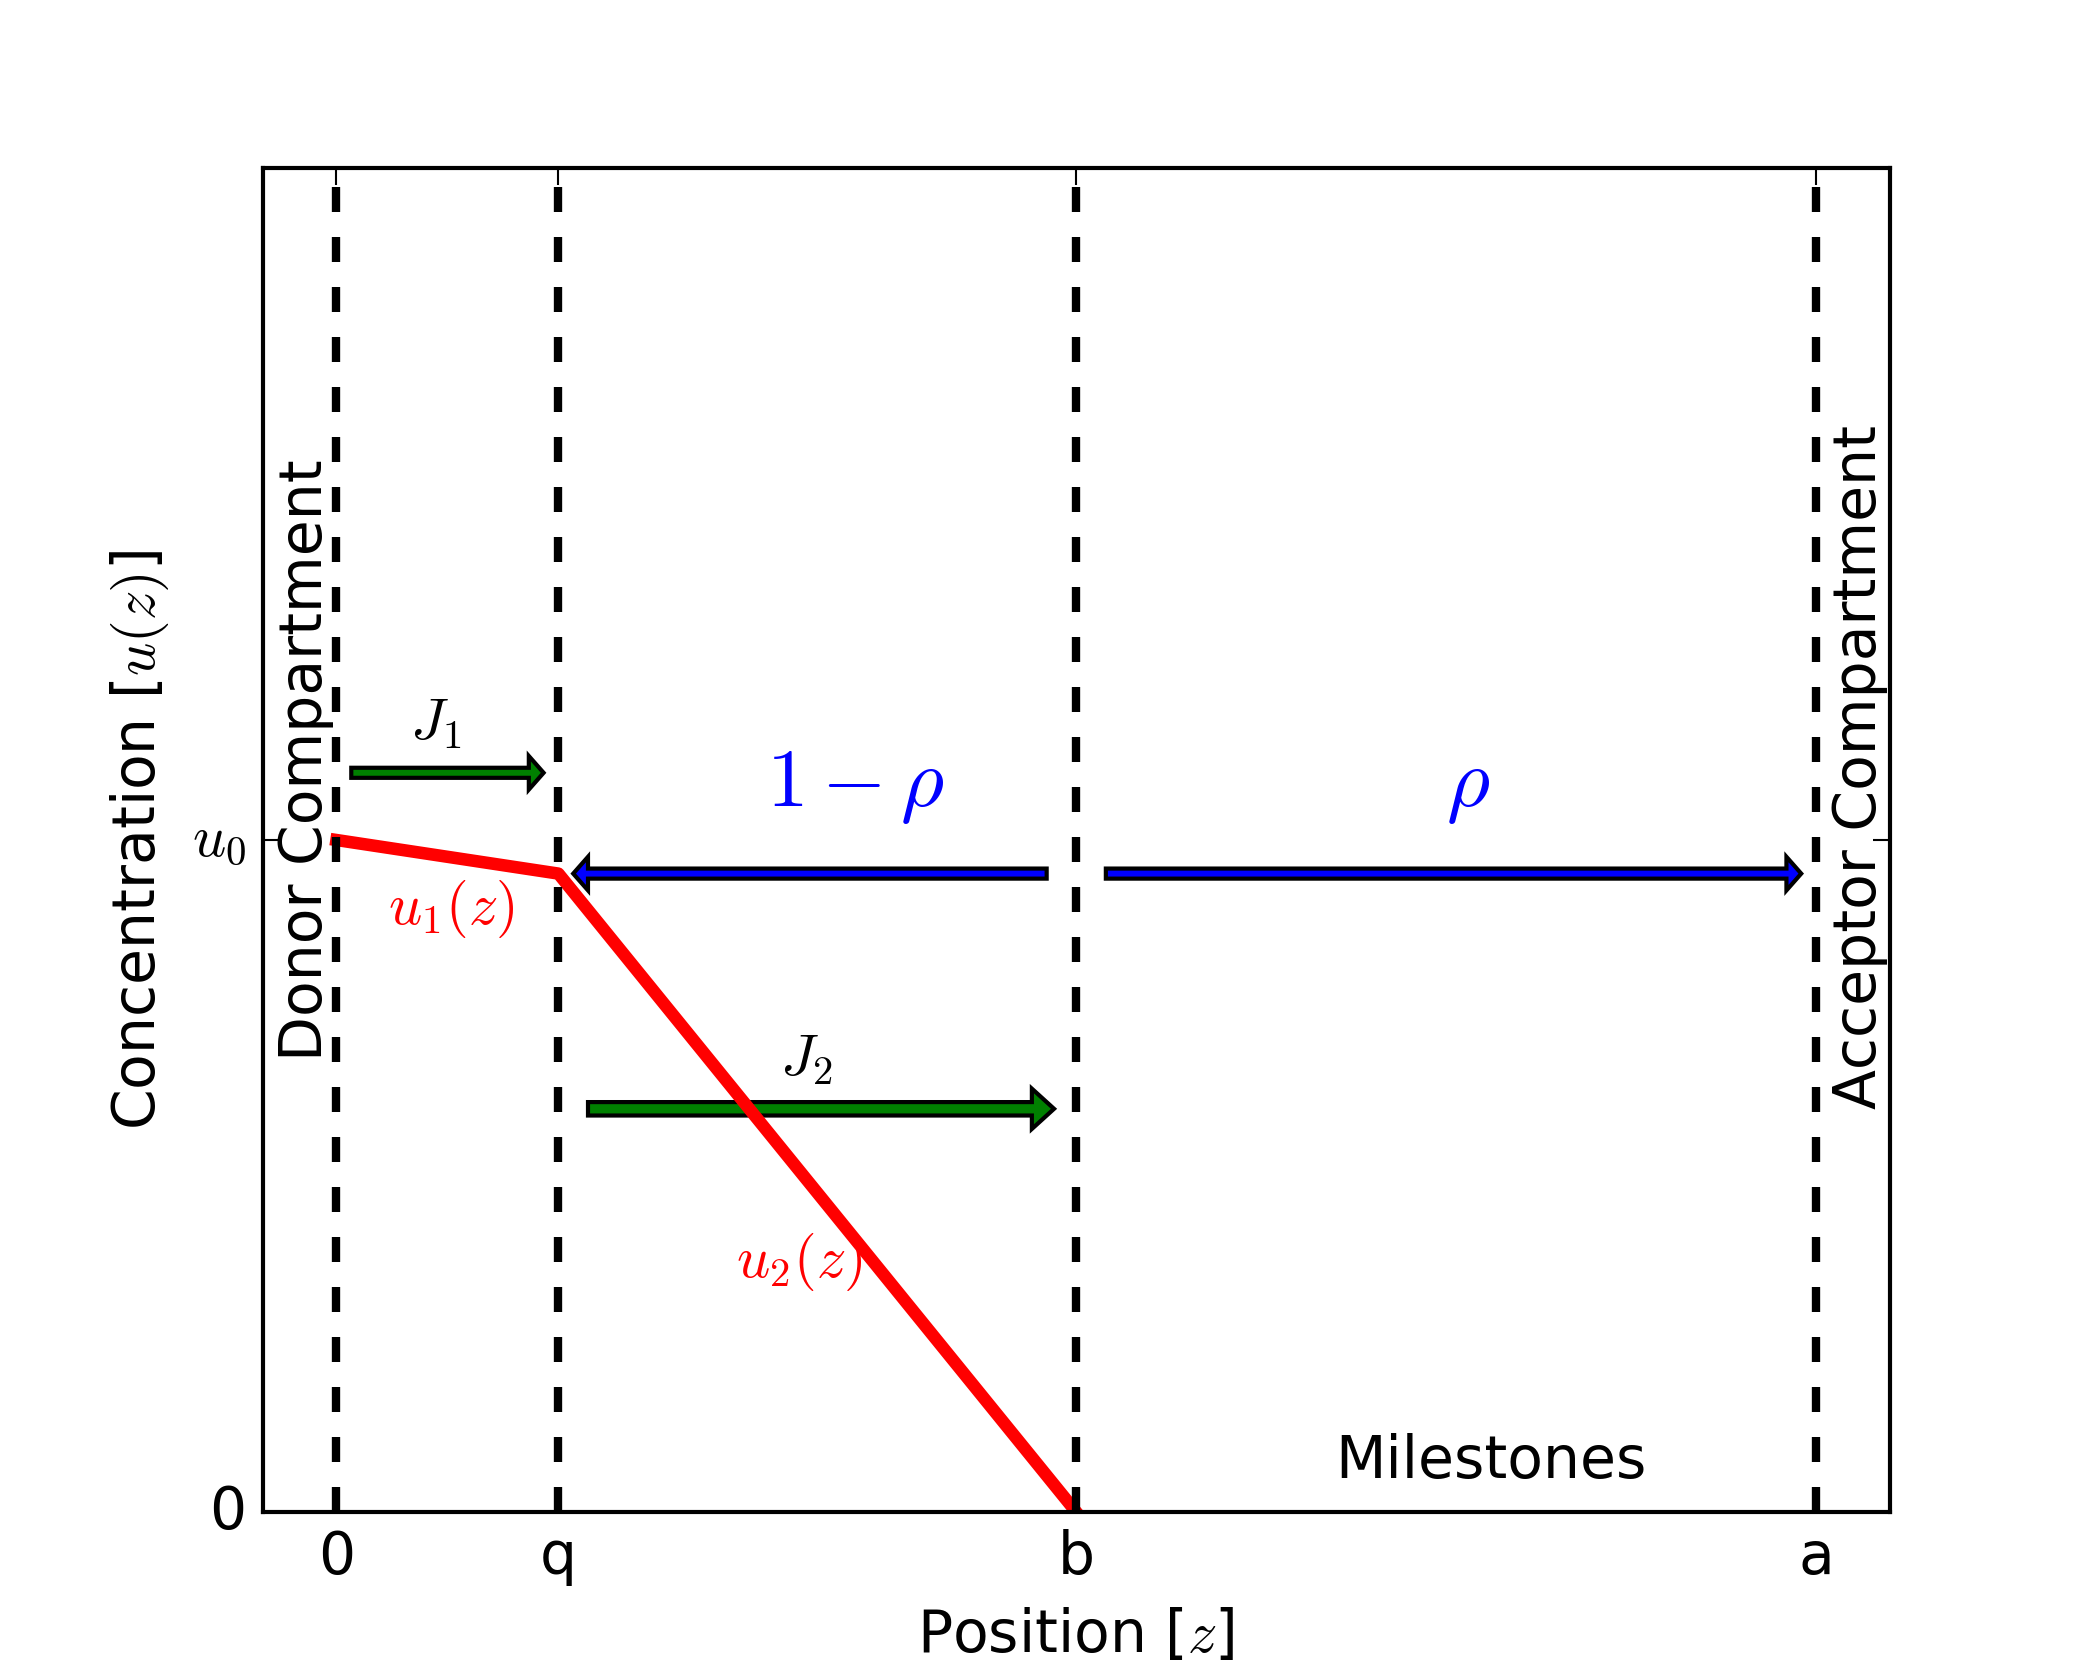 Concentration [u(z)]
u₀
0
Donor Compartment
J₁
u₁(z)
1 − ρ
ρ
J₂
u₂(z)
Acceptor Compartment
Milestones
0 q b a
Position [z]